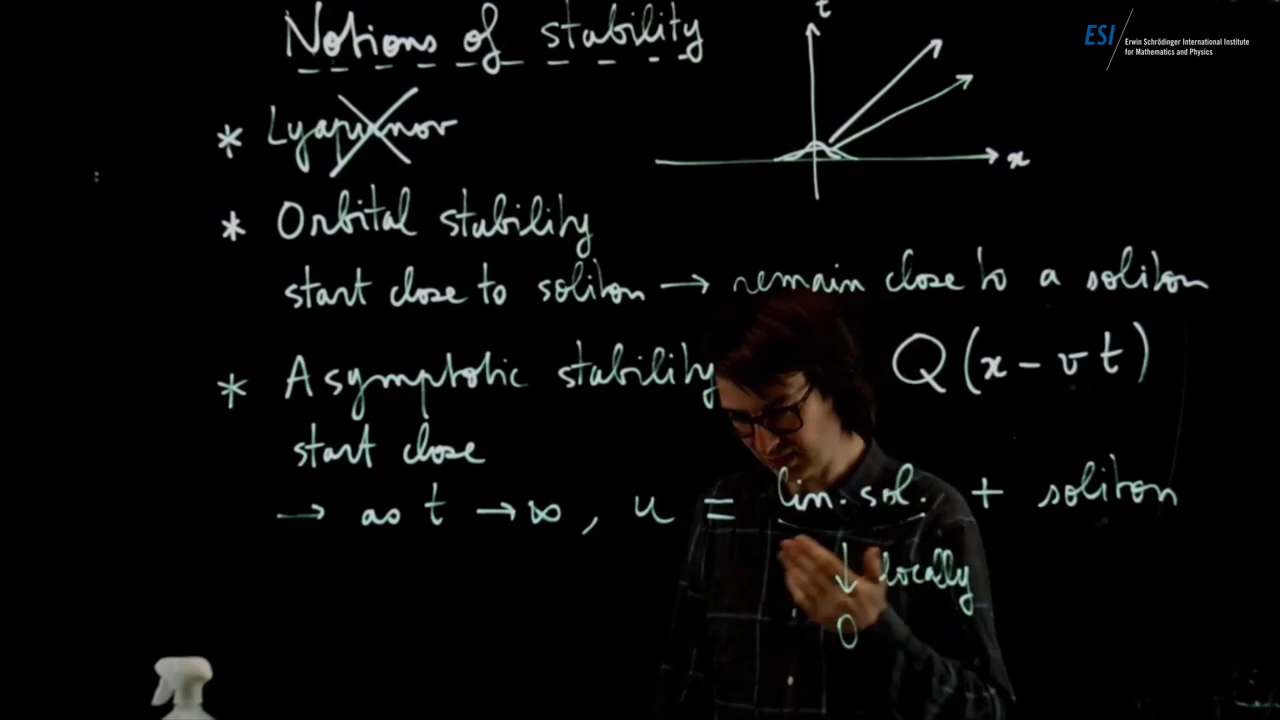 Notions of stability
* Lyapunov
* Orbital stability
start close to soliton → remain close to a soliton
* Asymptotic stability
start close
→ as t → ∞, u = lin. sol. + soliton
↓ locally
0
t
x
Q(x - vt)
ESI
Erwin Schrödinger International Institute
for Mathematics and Physics